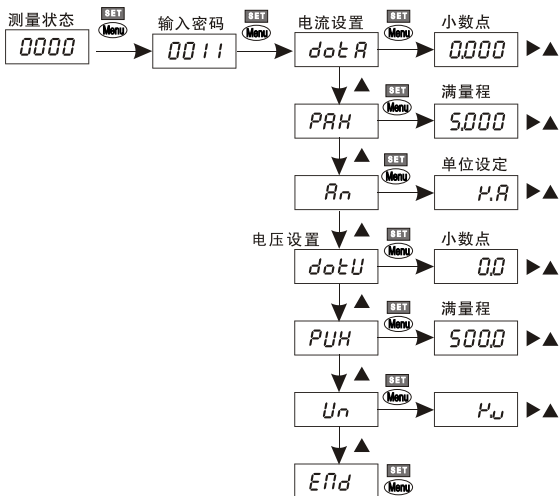 测量状态
SET
Menu
0000
输入密码
SET
Menu
0011
电流设置
SET
Menu
dotA
小数点
0.000
PAH
SET
Menu
满量程
5.000
An
SET
Menu
单位设定
H.A
电压设置
dotU
SET
Menu
小数点
0.0
PUH
SET
Menu
满量程
500.0
Un
SET
Menu
H.u
End
SET
Menu